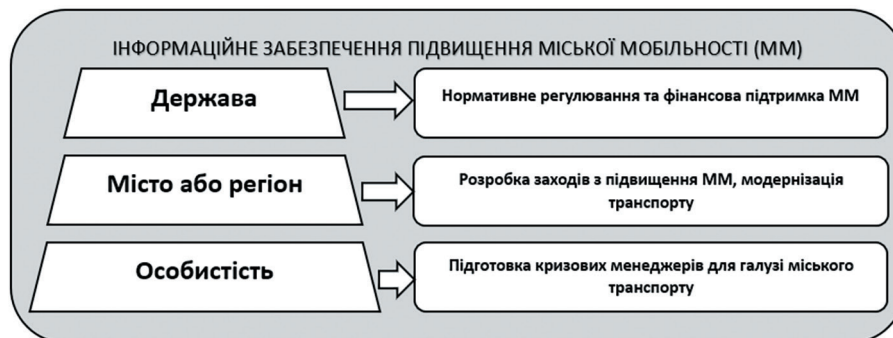 ІНФОРМАЦІЙНЕ ЗАБЕЗПЕЧЕННЯ ПІДВИЩЕННЯ МІСЬКОЇ МОБІЛЬНОСТІ (ММ)
Держава
Нормативне регулювання та фінансова підтримка ММ
Місто або регіон
Розробка заходів з підвищення ММ, модернізація
транспорту
Особистість
Підготовка кризових менеджерів для галузі міського
транспорту